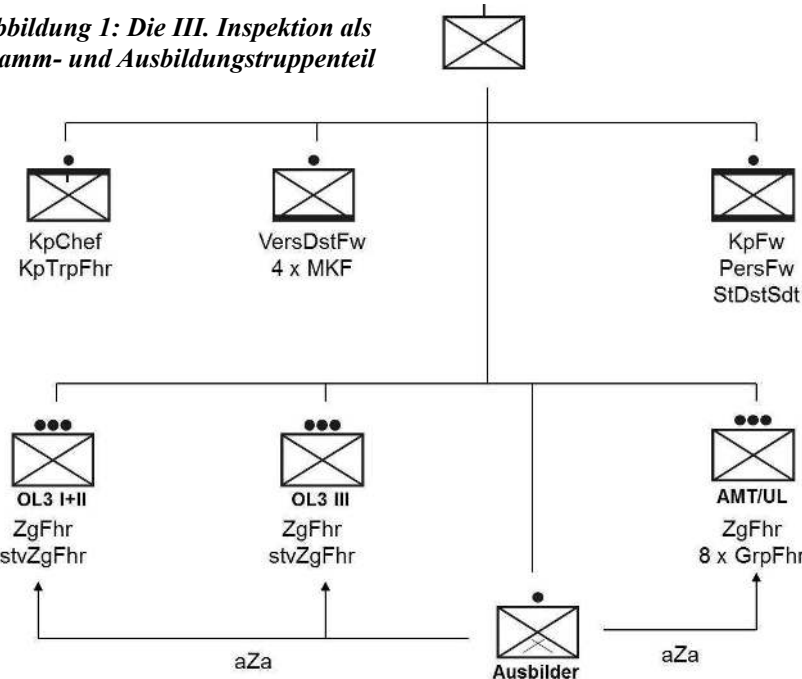 bbildung 1: Die III. Inspektion als
amm- und Ausbildungstruppenteil
KpChef
KpTrpFhr
VersDstFw
4 x MKF
KpFw
PersFw
StDstSdt
OL3 I+II
ZgFhr
stvZgFhr
OL3 III
ZgFhr
stvZgFhr
AMT/UL
ZgFhr
8 x GrpFhr
aZa
Ausbilder
aZa